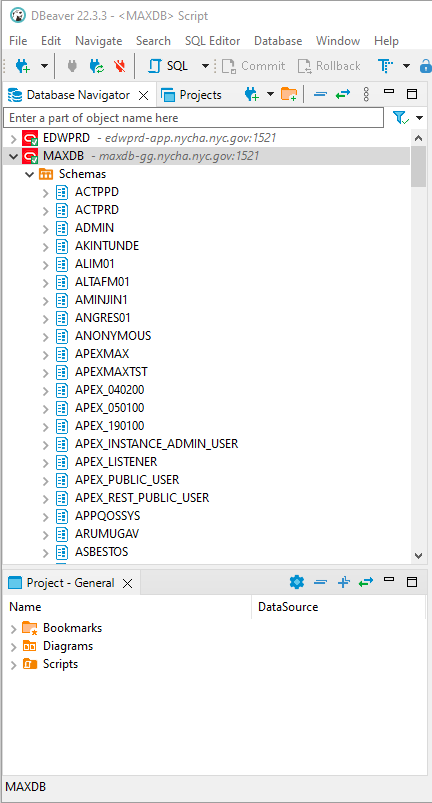 DBeaver 22.3.3 - <MAXDB> Script
File Edit Navigate Search SQL Editor Database Window Help
SQL Commit Rollback
Database Navigator Projects
Enter a part of object name here
EDWPRD - edwprd-app.nycha.nyc.gov:1521
MAXDB - maxdb-gg.nycha.nyc.gov:1521
Schemas
ACTPPD
ACTPRD
ADMIN
AKINTUNDE
ALIM01
ALTAFM01
AMINJIN1
ANGRES01
ANONYMOUS
APEXMAX
APEXMAXTST
APEX_040200
APEX_050100
APEX_190100
APEX_INSTANCE_ADMIN_USER
APEX_LISTENER
APEX_PUBLIC_USER
APEX_REST_PUBLIC_USER
APPQOSSYS
ARUMUGAV
ASBESTOS
Project - General
Name DataSource
Bookmarks
Diagrams
Scripts
MAXDB